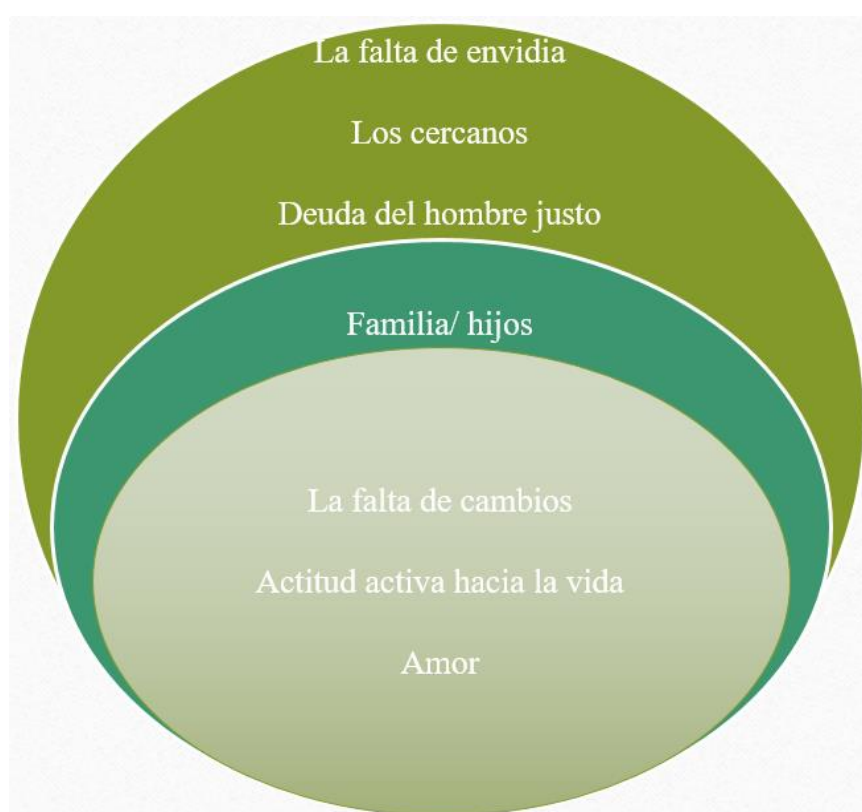 La falta de envidia
Los cercanos
Deuda del hombre justo
Familia/ hijos
La falta de cambios
Actitud activa hacia la vida
Amor